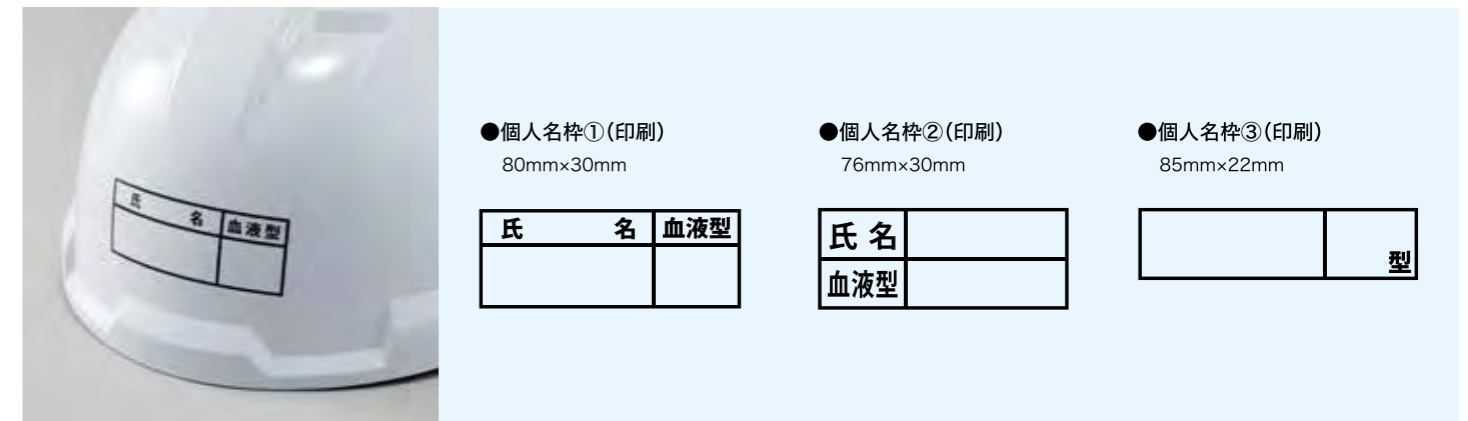 氏 名 血液型
●個人名枠①(印刷)
80mm×30mm
氏 名 血液型
●個人名枠②(印刷)
76mm×30mm
氏 名
血液型
●個人名枠③(印刷)
85mm×22mm
型